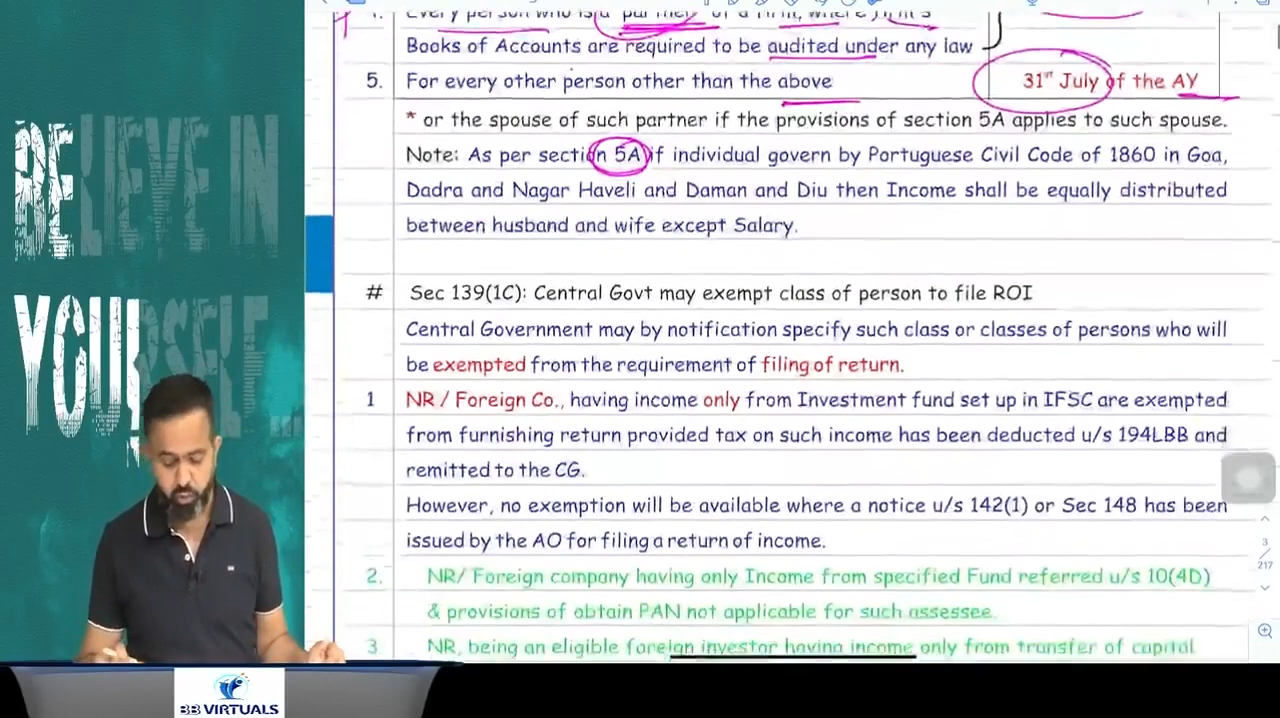 BELIEVE IN
YOURSELF
Every person who is a partner of a firm, where firm's
Books of Accounts are required to be audited under any law
5. For every other person other than the above 31st July of the AY
* or the spouse of such partner if the provisions of section 5A applies to such spouse.
Note: As per section 5A if individual govern by Portuguese Civil Code of 1860 in Goa,
Dadra and Nagar Haveli and Daman and Diu then Income shall be equally distributed
between husband and wife except Salary.
# Sec 139(1C): Central Govt may exempt class of person to file ROI
Central Government may by notification specify such class or classes of persons who will
be exempted from the requirement of filing of return.
1 NR / Foreign Co., having income only from Investment fund set up in IFSC are exempted
from furnishing return provided tax on such income has been deducted u/s 194LBB and
remitted to the CG.
However, no exemption will be available where a notice u/s 142(1) or Sec 148 has been
issued by the AO for filing a return of income.
2. NR/ Foreign company having only Income from specified Fund referred u/s 10(4D)
& provisions of obtain PAN not applicable for such assessee.
3 NR, being an eligible foreign investor having income only from transfer of capital
3
217
BB VIRTUALS